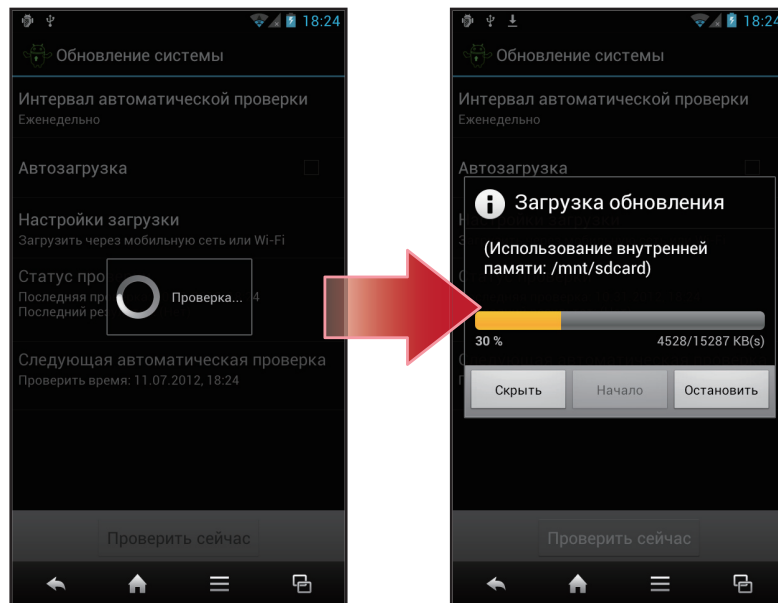 18:24
Обновление системы
Интервал автоматической проверки
Еженедельно
Автозагрузка
Настройки загрузки
Загрузить через мобильную сеть или Wi-Fi
Статус про
Последняя пр 4
Последний ре
Проверка...
Следующая автоматическая проверка
Проверить время: 11.07.2012, 18:24
Проверить сейчас
18:24
Обновление системы
Интервал автоматической проверки
Еженедельно
Автозагрузка
Загрузка обновления
(Использование внутренней
памяти: /mnt/sdcard)
30 % 4528/15287 KB(s)
Скрыть Начало Остановить
Проверить сейчас